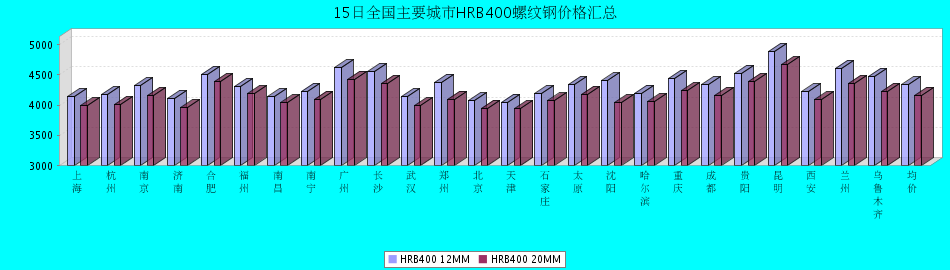 15日全国主要城市HRB400螺纹钢价格汇总
5000
4500
4000
3500
3000
上海
杭州
南京
济南
合肥
福州
南昌
南宁
广州
长沙
武汉
郑州
北京
天津
石家庄
太原
沈阳
哈尔滨
重庆
成都
贵阳
昆明
西安
兰州
乌鲁木齐
均价
HRB400 12MM HRB400 20MM